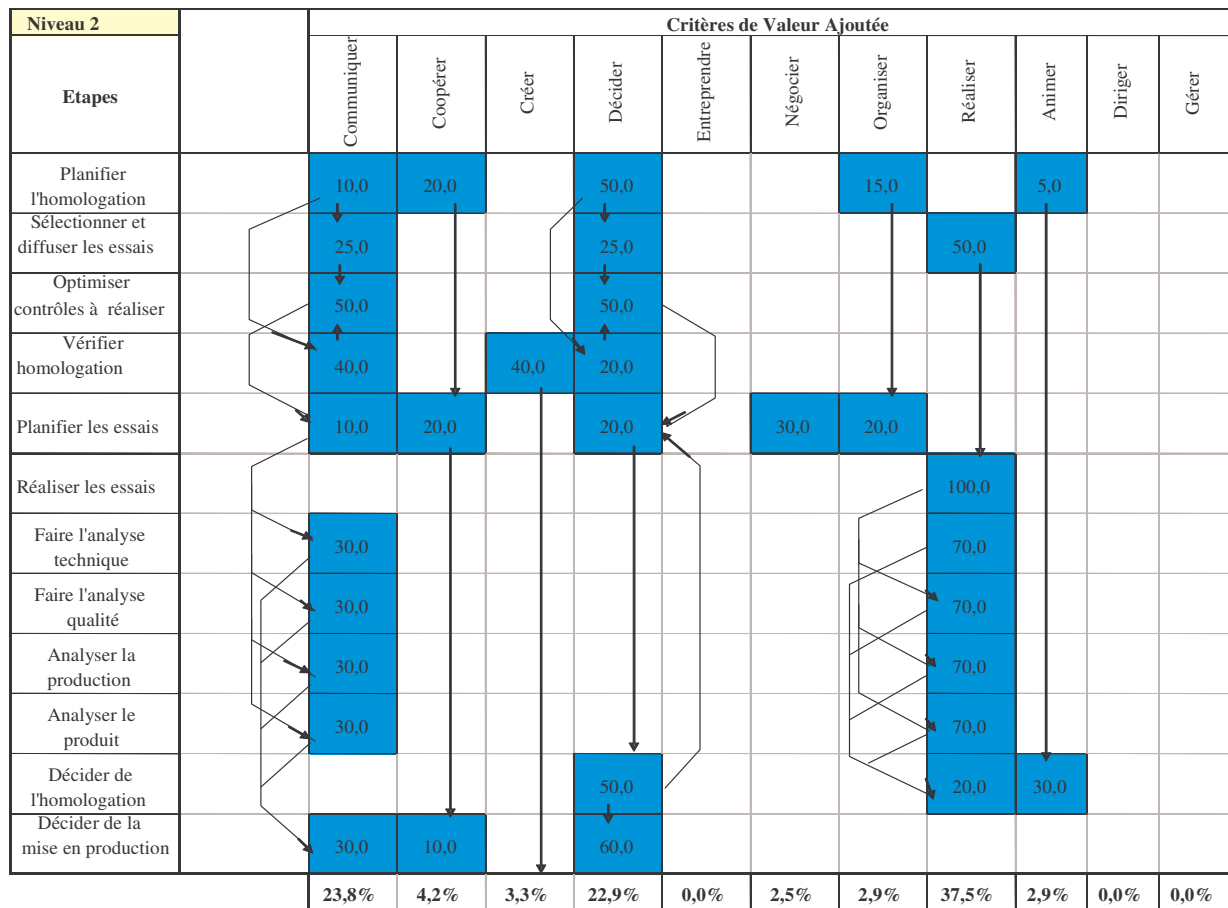 Niveau 2
Critères de Valeur Ajoutée
Etapes
Communiquer
Coopérer
Créer
Décider
Entreprendre
Négocier
Organiser
Réaliser
Animer
Diriger
Gérer
Planifier
l'homologation
10,0 20,0 50,0 15,0 5,0
Sélectionner et
diffuser les essais
25,0 25,0 50,0
Optimiser
contrôles à réaliser
50,0 50,0
Vérifier
homologation
40,0 40,0 20,0
Planifier les essais
10,0 20,0 20,0 30,0 20,0
Réaliser les essais
100,0
Faire l'analyse
technique
30,0 70,0
Faire l'analyse
qualité
30,0 70,0
Analyser la
production
30,0 70,0
Analyser le
produit
30,0 70,0
Décider de
l'homologation
50,0 20,0 30,0
Décider de la
mise en production
30,0 10,0 60,0
23,8% 4,2% 3,3% 22,9% 0,0% 2,5% 2,9% 37,5% 2,9% 0,0% 0,0%